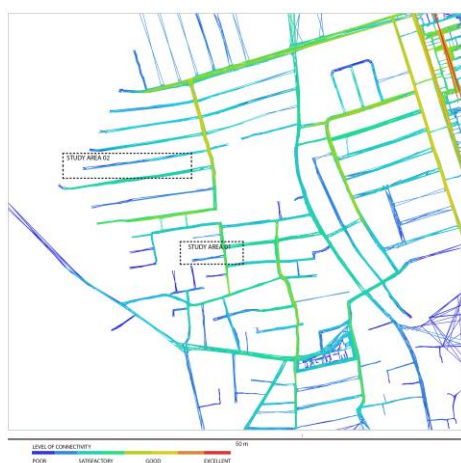 STUDY AREA 02
STUDY AREA 01
50 m
LEVEL OF CONNECTIVITY
POOR SATISFACTORY GOOD EXCELLENT